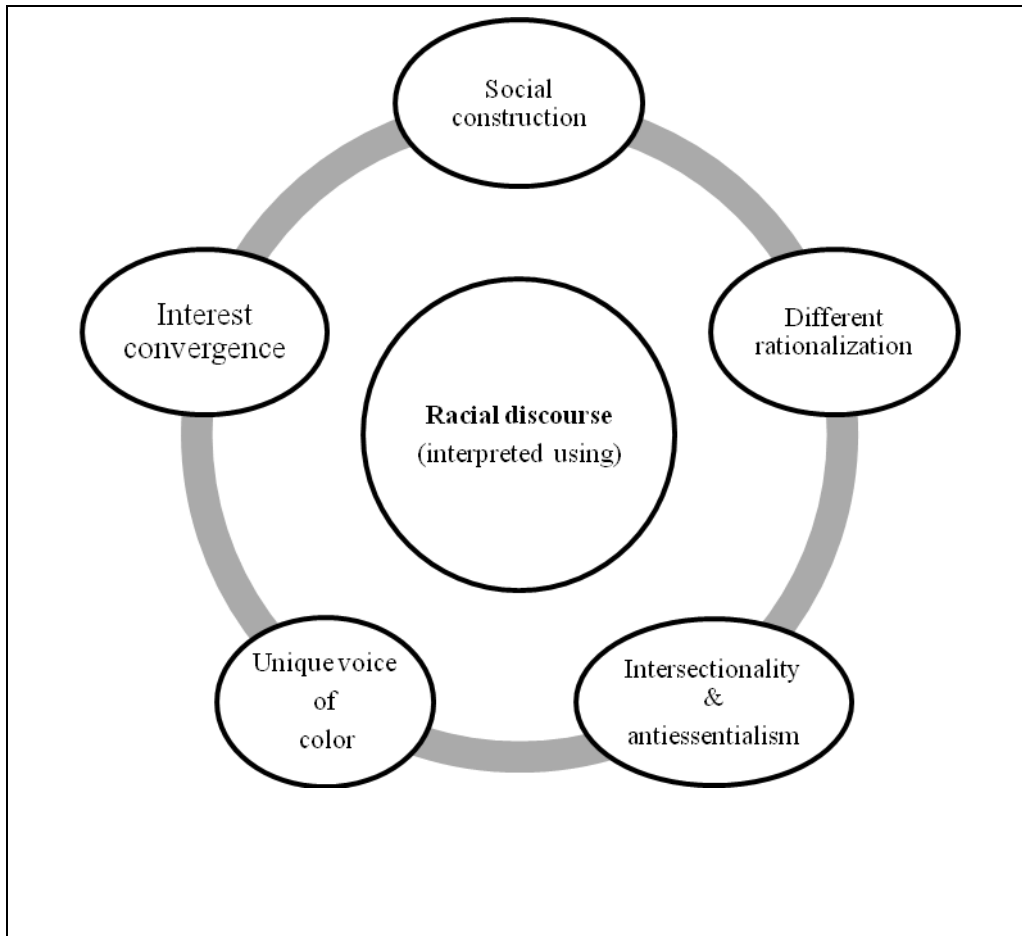 Social
construction
Different
rationalization
Intersectionality
&
antiessentialism
Unique voice
of
color
Interest
convergence
Racial discourse
(interpreted using)